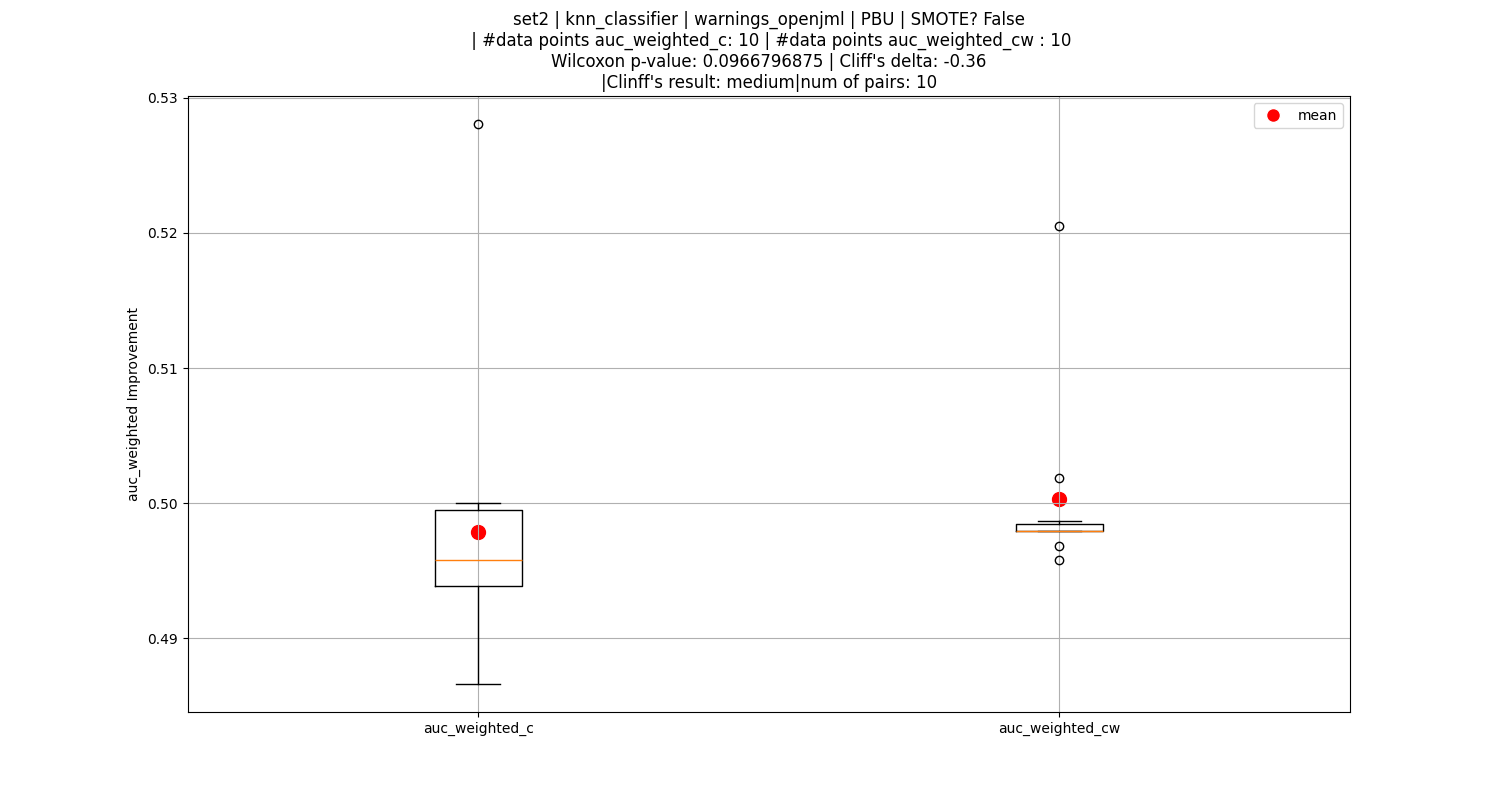 set2 | knn_classifier | warnings_openjml | PBU | SMOTE? False
| #data points auc_weighted_c: 10 | #data points auc_weighted_cw : 10
Wilcoxon p-value: 0.0966796875 | Cliff's delta: -0.36
|Clinff's result: medium|num of pairs: 10
mean
auc_weighted Improvement
0.53
0.52
0.51
0.50
0.49
auc_weighted_c
auc_weighted_cw